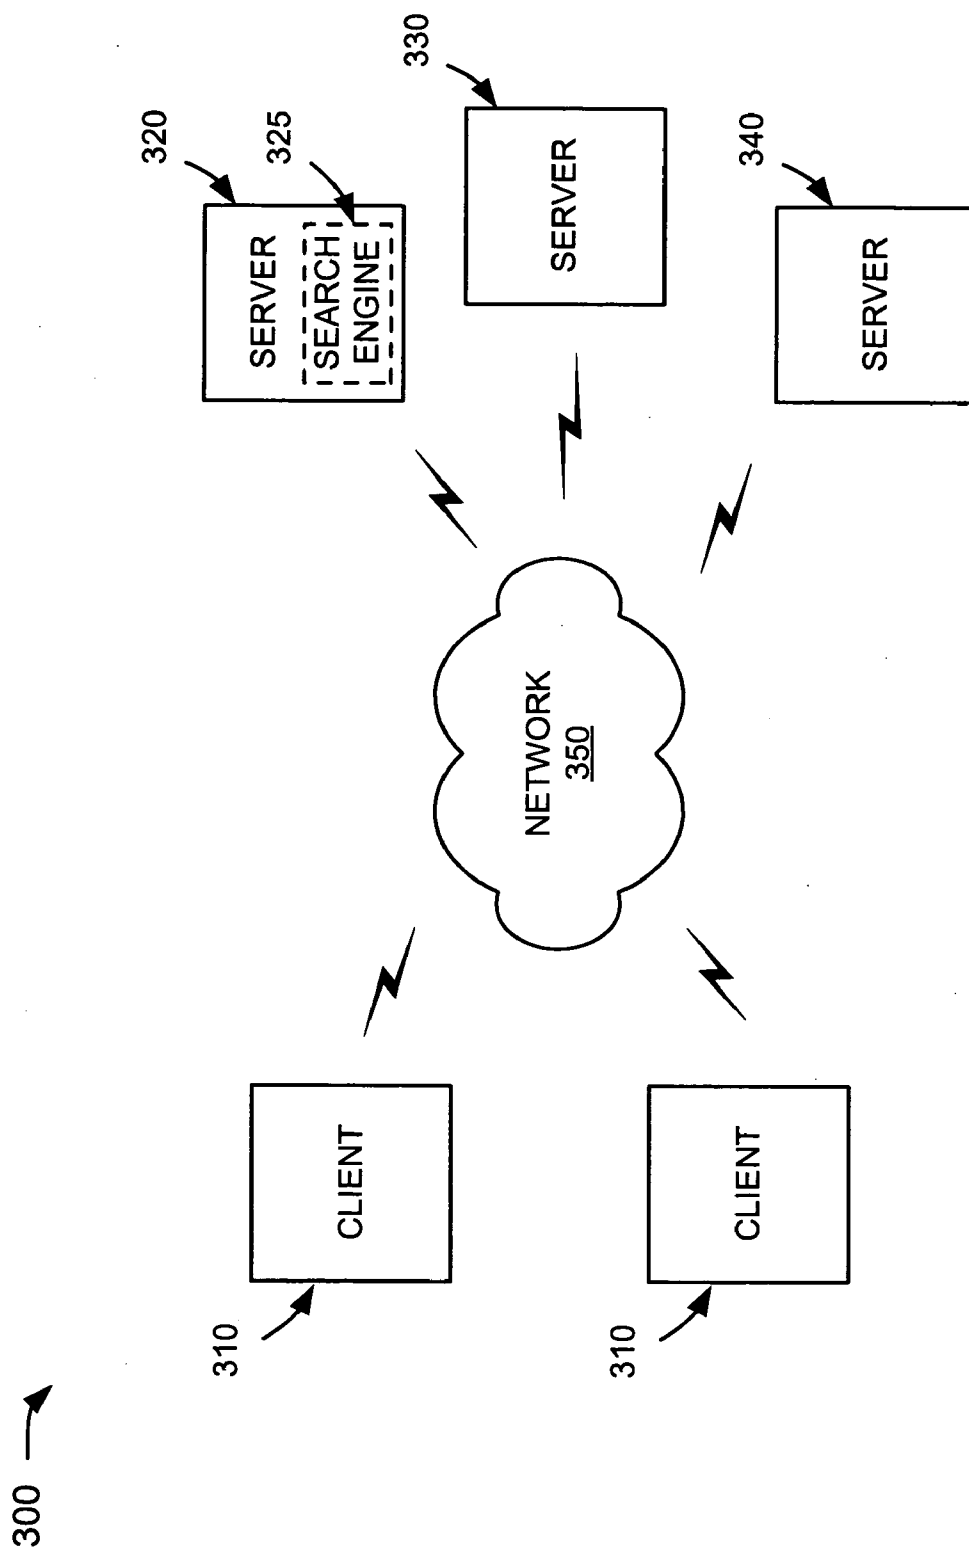 300
310
CLIENT
310
CLIENT
NETWORK
350
320
SERVER
325
SEARCH
ENGINE
330
SERVER
340
SERVER